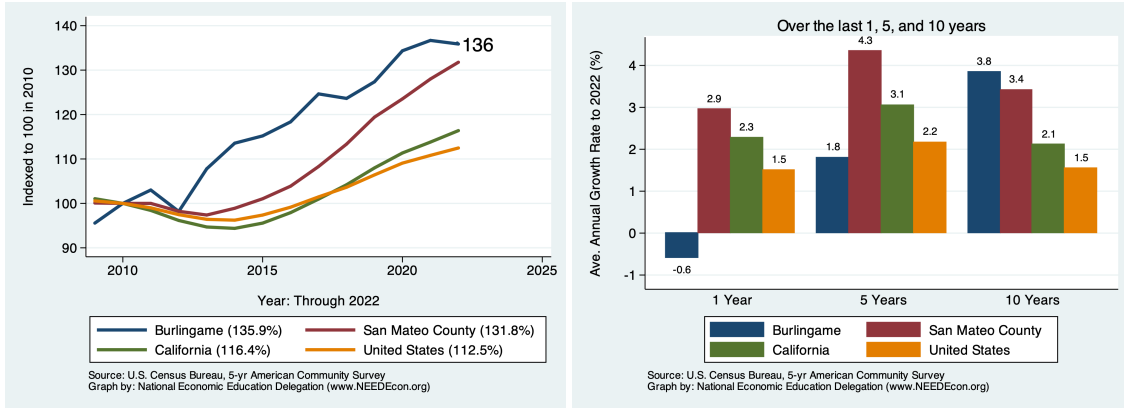 140
130
120
110
100
90
Indexed to 100 in 2010
136
2010
2015
2020
2025
Year: Through 2022
Burlingame (135.9%)
San Mateo County (131.8%)
California (116.4%)
United States (112.5%)
Source: U.S. Census Bureau, 5-yr American Community Survey
Graph by: National Economic Education Delegation (www.NEEDEcon.org)
Over the last 1, 5, and 10 years
4
3
2
1
0
-1
Ave. Annual Growth Rate to 2022 (%)
-0.6
2.9
2.3
1.5
1.8
4.3
3.1
2.2
3.8
3.4
2.1
1.5
1 Year
5 Years
10 Years
Burlingame
San Mateo County
California
United States
Source: U.S. Census Bureau, 5-yr American Community Survey
Graph by: National Economic Education Delegation (www.NEEDEcon.org)